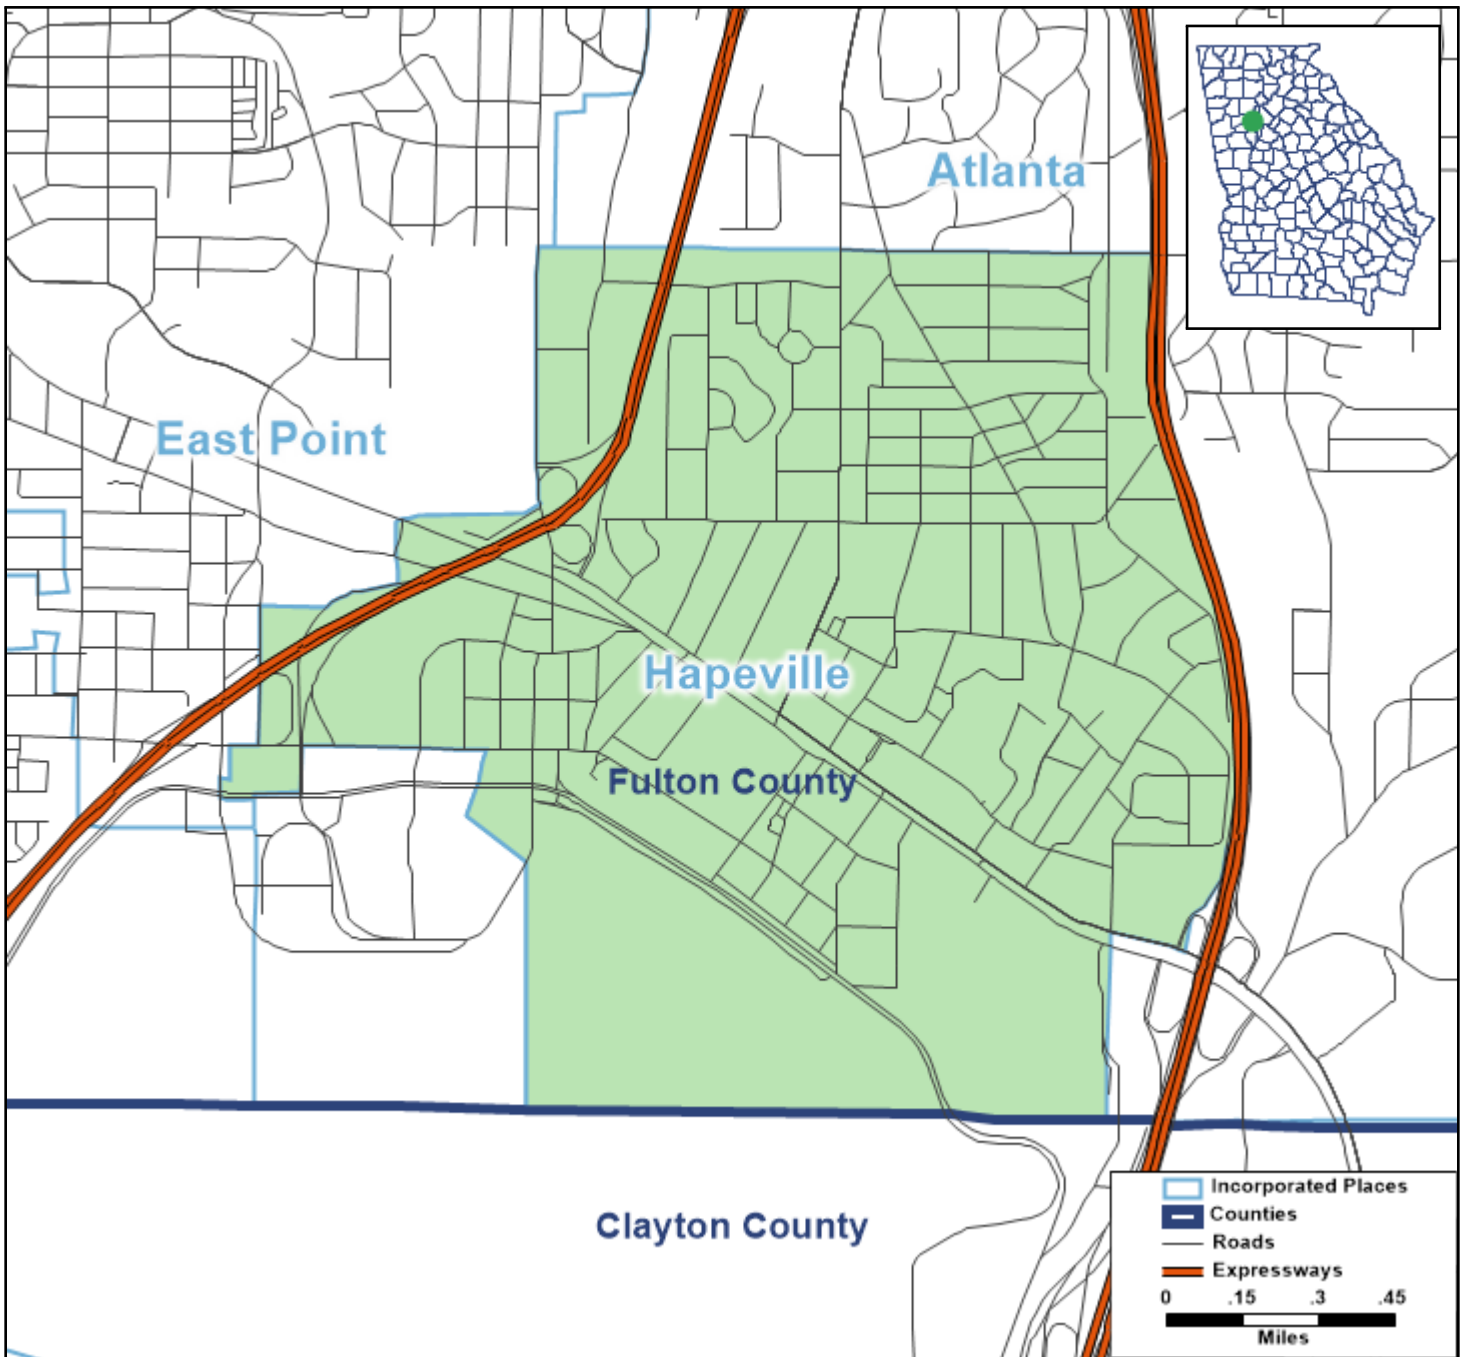 Atlanta
East Point
Hapeville
Fulton County
Clayton County
Incorporated Places
Counties
Roads
Expressways
0 .15 .3 .45
Miles